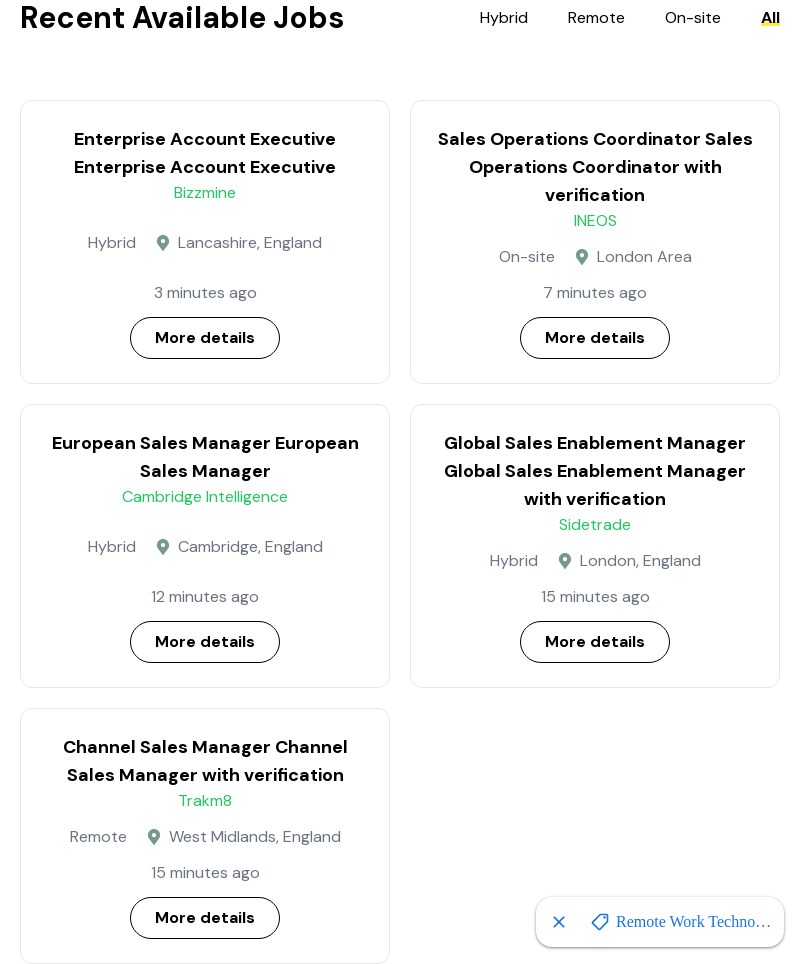 Recent Available Jobs
Hybrid Remote On-site All
Enterprise Account Executive
Enterprise Account Executive
Bizzmine
Hybrid Lancashire, England
3 minutes ago
More details
Sales Operations Coordinator Sales
Operations Coordinator with
verification
INEOS
On-site London Area
7 minutes ago
More details
European Sales Manager European
Sales Manager
Cambridge Intelligence
Hybrid Cambridge, England
12 minutes ago
More details
Global Sales Enablement Manager
Global Sales Enablement Manager
with verification
Sidetrade
Hybrid London, England
15 minutes ago
More details
Channel Sales Manager Channel
Sales Manager with verification
Trakm8
Remote West Midlands, England
15 minutes ago
More details
Remote Work Techno…